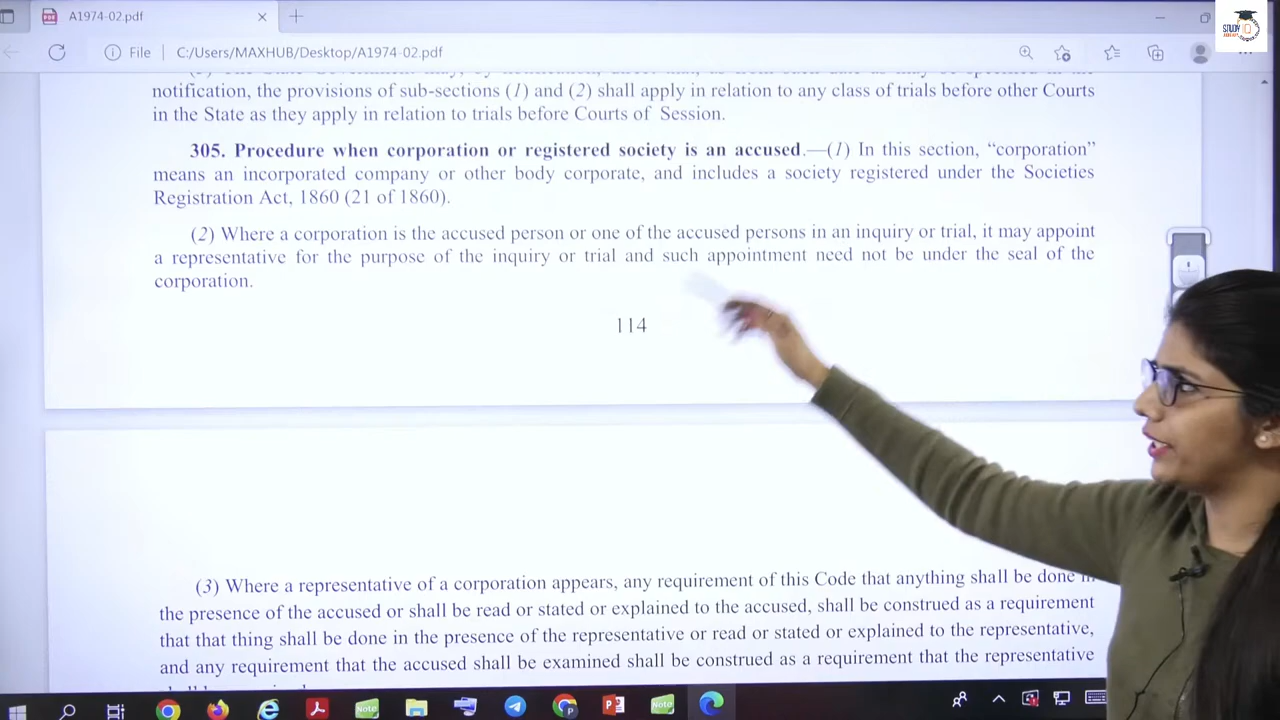 A1974-02.pdf
STUDY IQ
File
C:/Users/MAXHUB/Desktop/A1974-02.pdf
notification, the provisions of sub-sections (1) and (2) shall apply in relation to any class of trials before other Courts
in the State as they apply in relation to trials before Courts of Session.
305. Procedure when corporation or registered society is an accused.—(1) In this section, “corporation”
means an incorporated company or other body corporate, and includes a society registered under the Societies
Registration Act, 1860 (21 of 1860).
(2) Where a corporation is the accused person or one of the accused persons in an inquiry or trial, it may appoint
a representative for the purpose of the inquiry or trial and such appointment need not be under the seal of the
corporation.
114
(3) Where a representative of a corporation appears, any requirement of this Code that anything shall be done in
the presence of the accused or shall be read or stated or explained to the accused, shall be construed as a requirement
that that thing shall be done in the presence of the representative or read or stated or explained to the representative,
and any requirement that the accused shall be examined shall be construed as a requirement that the representative
Note
Note